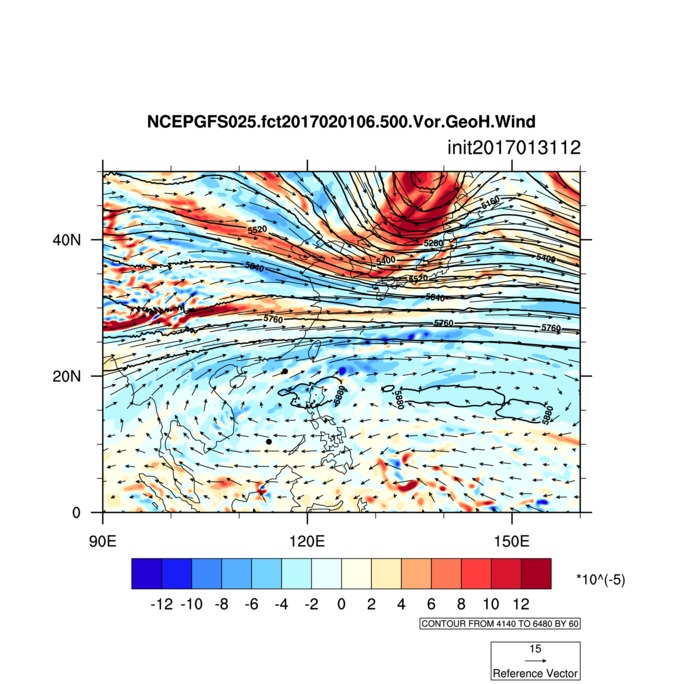 NCEPGFS025.fct2017020106.500.Vor.GeoH.Wind
init2017013112
5160
5520
5280
40N
5400
5400
5640
5520
5640
5760
5760
5760
20N
5880
5880
5880
0
90E 120E 150E
-12 -10 -8 -6 -4 -2 0 2 4 6 8 10 12
*10^(-5)
CONTOUR FROM 4140 TO 6480 BY 60
15
Reference Vector